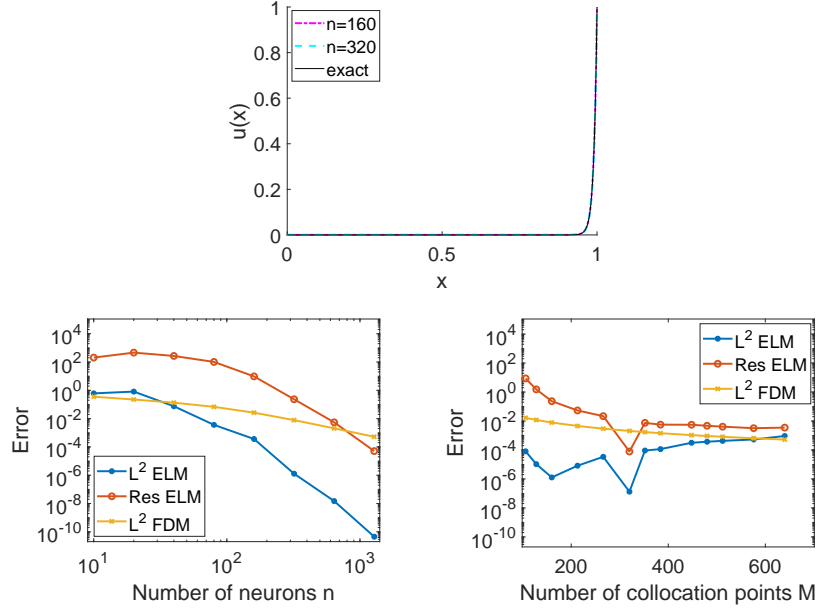 n=160
n=320
exact
1
0.8
0.6
0.4
0.2
0
u(x)
0 0.5 1
x
10^4
10^2
10^0
10^-2
10^-4
10^-6
10^-8
10^-10
Error
L^2 ELM
Res ELM
L^2 FDM
10^1 10^2 10^3
Number of neurons n
10^4
10^2
10^0
10^-2
10^-4
10^-6
10^-8
10^-10
Error
L^2 ELM
Res ELM
L^2 FDM
200 400 600
Number of collocation points M